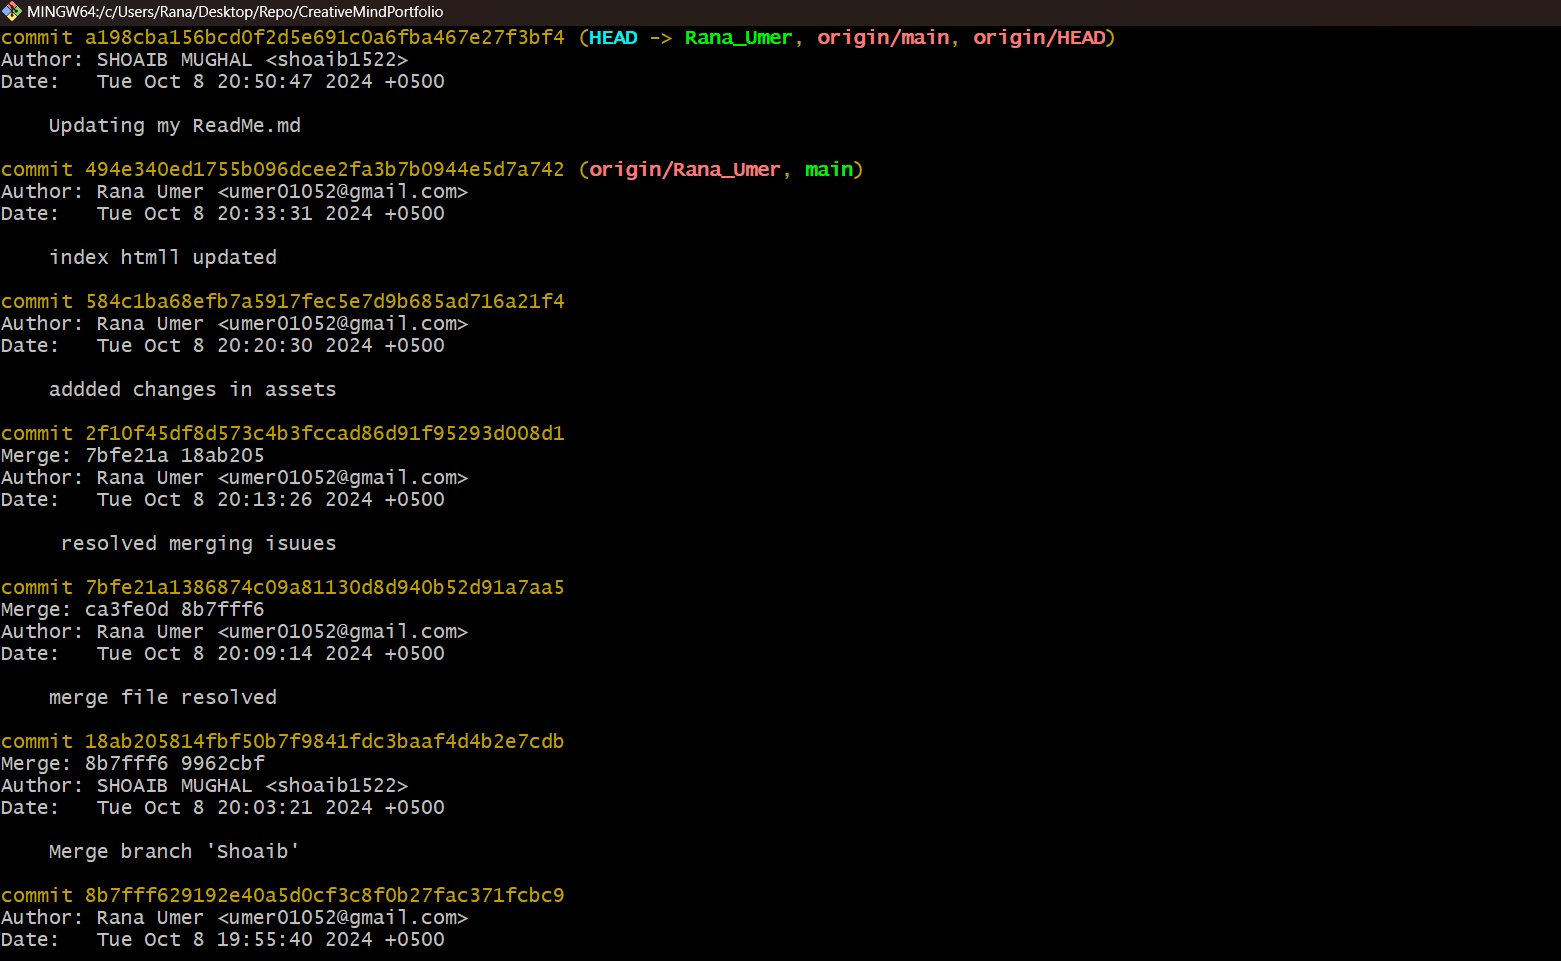 MINGW64:/c/Users/Rana/Desktop/Repo/CreativeMindPortfolio
commit a198cba156bcd0f2d5e691c0a6fba467e27f3bf4 (HEAD -> Rana_Umer, origin/main, origin/HEAD)
Author: SHOAIB MUGHAL <shoaib1522>
Date:   Tue Oct 8 20:50:47 2024 +0500
    Updating my ReadMe.md
commit 494e340ed1755b096dcee2fa3b7b0944e5d7a742 (origin/Rana_Umer, main)
Author: Rana Umer <umer01052@gmail.com>
Date:   Tue Oct 8 20:33:31 2024 +0500
    index htmll updated
commit 584c1ba68efb7a5917fec5e7d9b685ad716a21f4
Author: Rana Umer <umer01052@gmail.com>
Date:   Tue Oct 8 20:20:30 2024 +0500
    addded changes in assets
commit 2f10f45df8d573c4b3fccad86d91f95293d008d1
Merge: 7bfe21a 18ab205
Author: Rana Umer <umer01052@gmail.com>
Date:   Tue Oct 8 20:13:26 2024 +0500
     resolved merging isuues
commit 7bfe21a1386874c09a81130d8d940b52d91a7aa5
Merge: ca3fe0d 8b7fff6
Author: Rana Umer <umer01052@gmail.com>
Date:   Tue Oct 8 20:09:14 2024 +0500
    merge file resolved
commit 18ab205814fbf50b7f9841fdc3baaf4d4b2e7cdb
Merge: 8b7fff6 9962cbf
Author: SHOAIB MUGHAL <shoaib1522>
Date:   Tue Oct 8 20:03:21 2024 +0500
    Merge branch 'Shoaib'
commit 8b7fff629192e40a5d0cf3c8f0b27fac371fcbc9
Author: Rana Umer <umer01052@gmail.com>
Date:   Tue Oct 8 19:55:40 2024 +0500